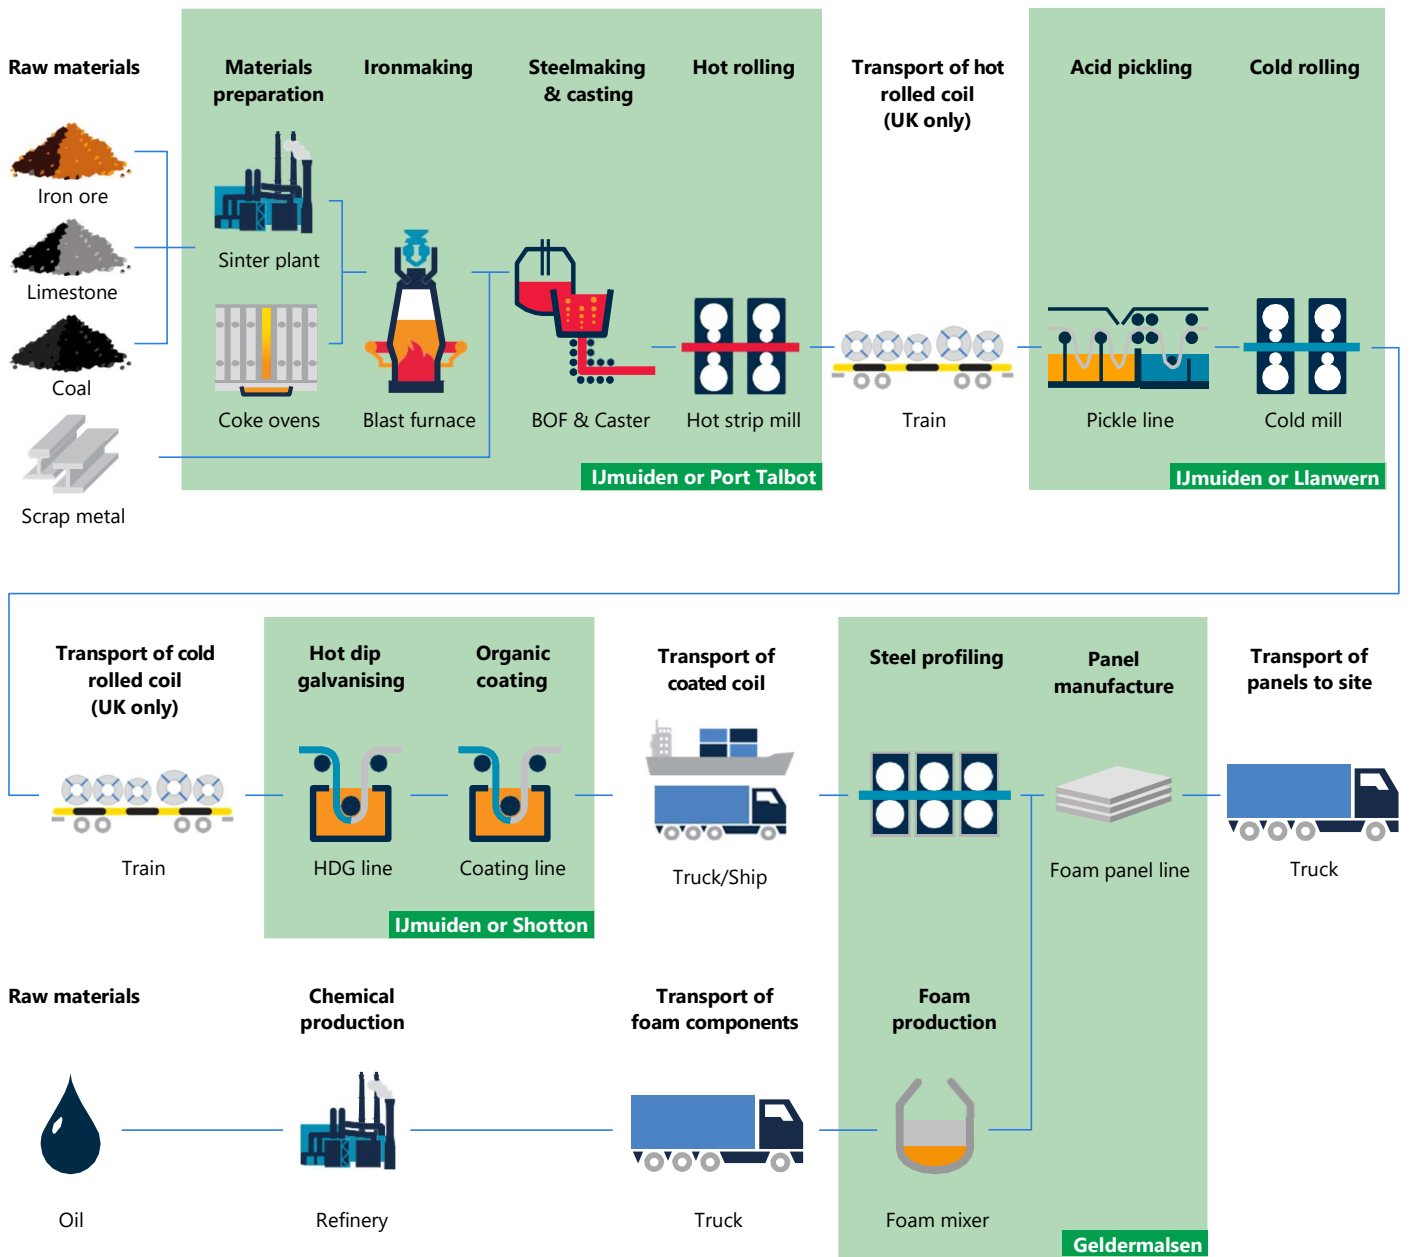 Raw materials
Materials
preparation
Ironmaking
Steelmaking
& casting
Hot rolling
Transport of hot
rolled coil
(UK only)
Acid pickling
Cold rolling
Iron ore
Limestone
Coal
Scrap metal
Sinter plant
Coke ovens
Blast furnace
BOF & Caster
Hot strip mill
Train
Pickle line
Cold mill
IJmuiden or Port Talbot
IJmuiden or Llanwern
Transport of cold
rolled coil
(UK only)
Hot dip
galvanising
Organic
coating
Transport of
coated coil
Steel profiling
Panel
manufacture
Transport of
panels to site
Train
HDG line
Coating line
Truck/Ship
Foam panel line
Truck
IJmuiden or Shotton
Raw materials
Chemical
production
Transport of
foam components
Foam
production
Oil
Refinery
Truck
Foam mixer
Geldermalsen